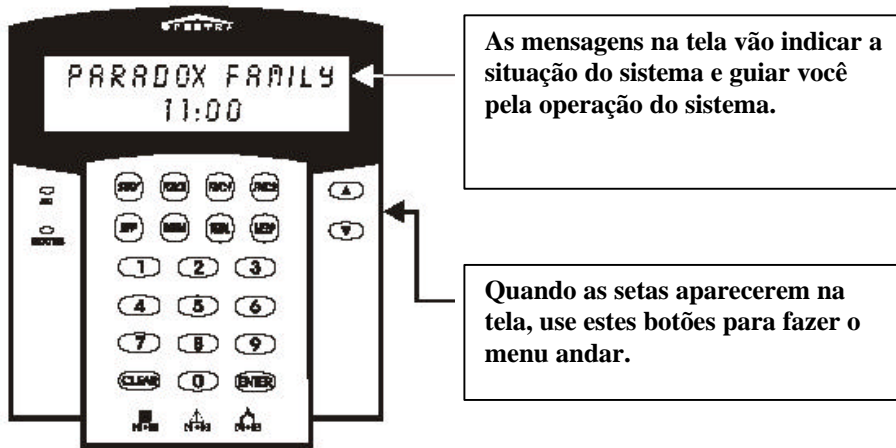 SPECTRA
PARADOX FAMILY
11:00
As mensagens na tela vão indicar a
situação do sistema e guiar você
pela operação do sistema.
STAY
1 2 3
4 5 6
7 8 9
CLEAR 0 ENTER
Quando as setas aparecerem na
tela, use estes botões para fazer o
menu andar.